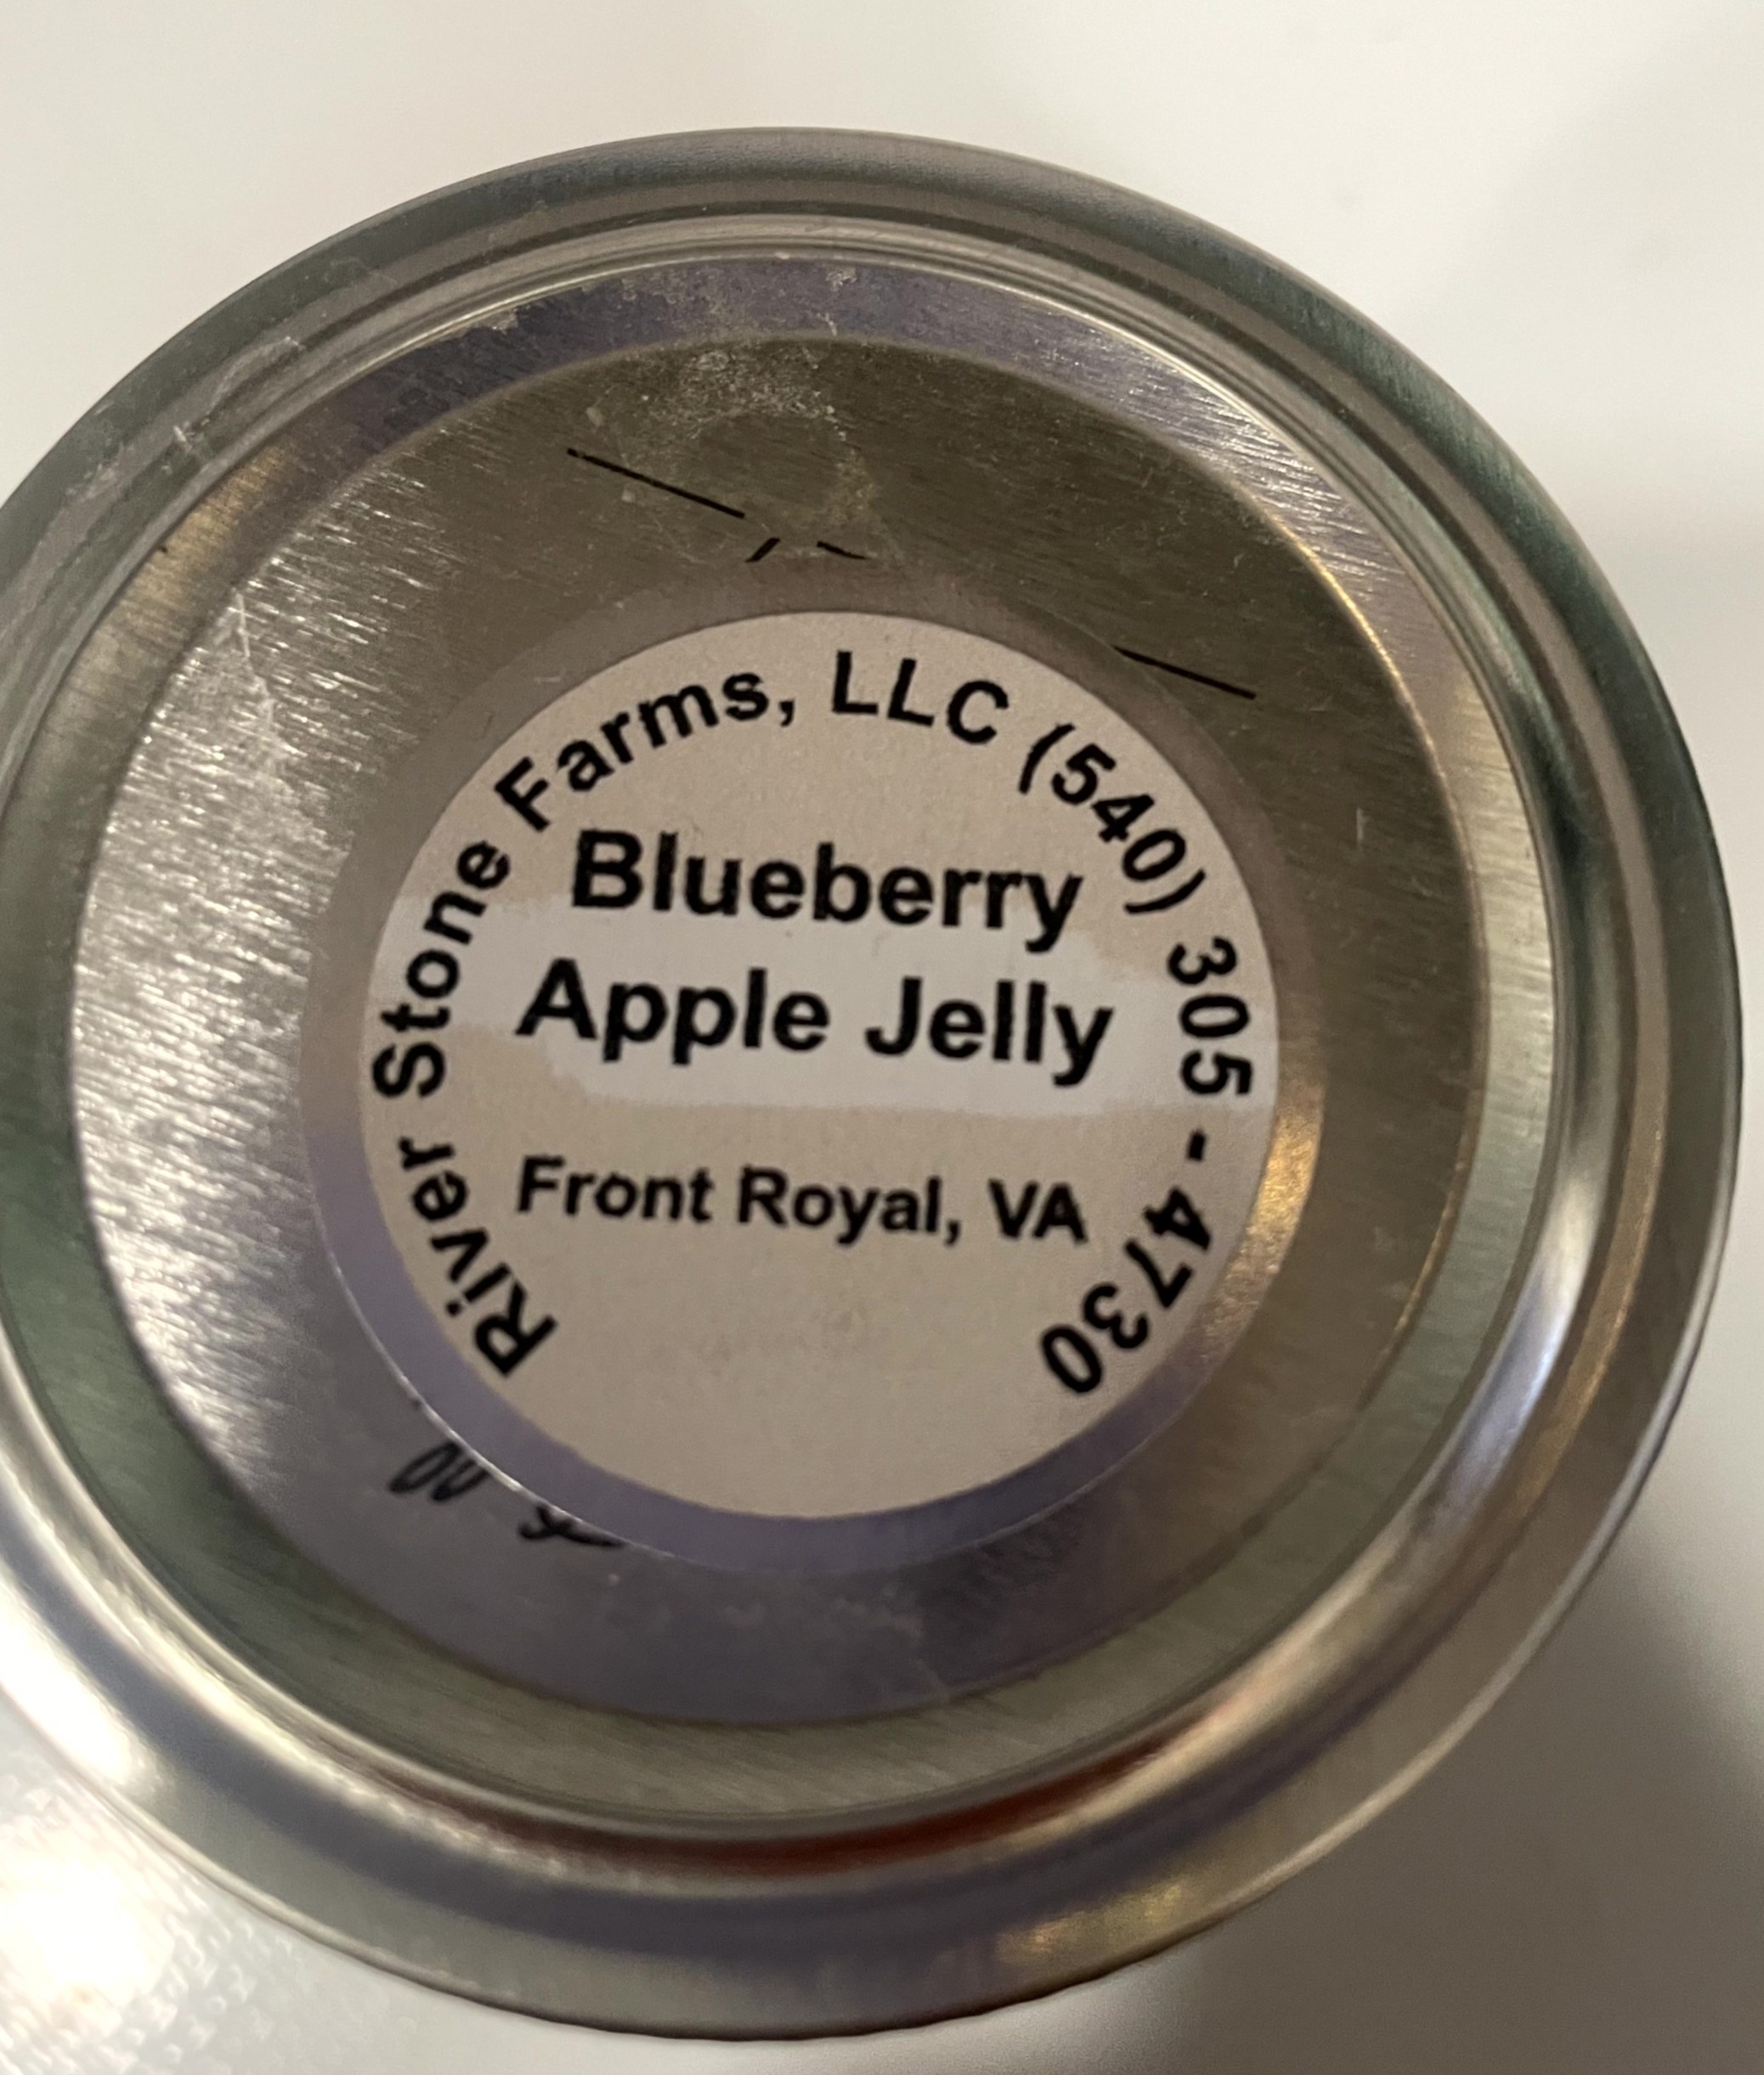 River Stone Farms, LLC (540) 305 - 4730
Blueberry
Apple Jelly
Front Royal, VA